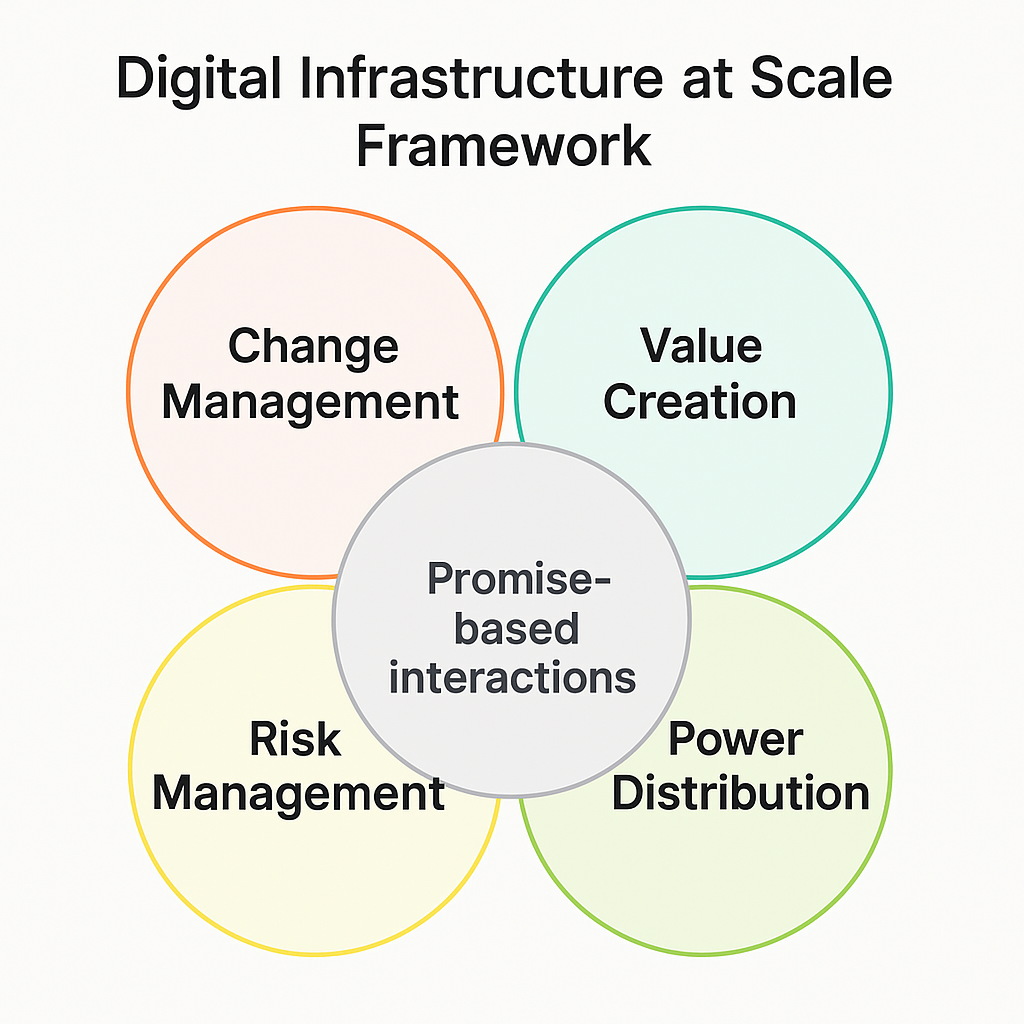 Digital Infrastructure at Scale
Framework
Change
Management
Value
Creation
Promise-
based
interactions
Risk
Management
Power
Distribution